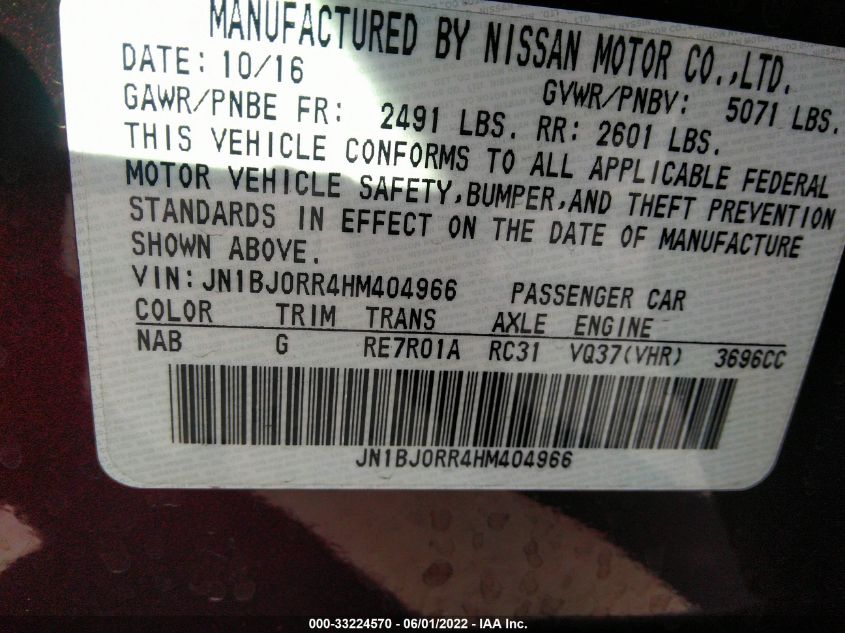 MANUFACTURED BY NISSAN MOTOR CO.,LTD.
DATE: 10/16 GVWR/PNBV: 5071 LBS.
GAWR/PNBE FR: 2491 LBS. RR: 2601 LBS.
THIS VEHICLE CONFORMS TO ALL APPLICABLE FEDERAL
MOTOR VEHICLE SAFETY,BUMPER,AND THEFT PREVENTION
STANDARDS IN EFFECT ON THE DATE OF MANUFACTURE
SHOWN ABOVE.
VIN:JN1BJ0RR4HM404966 PASSENGER CAR
COLOR TRIM TRANS AXLE ENGINE
NAB G RE7R01A RC31 VQ37(VHR) 3696CC
JN1BJ0RR4HM404966
000-33224570 - 06/01/2022 - IAA Inc.